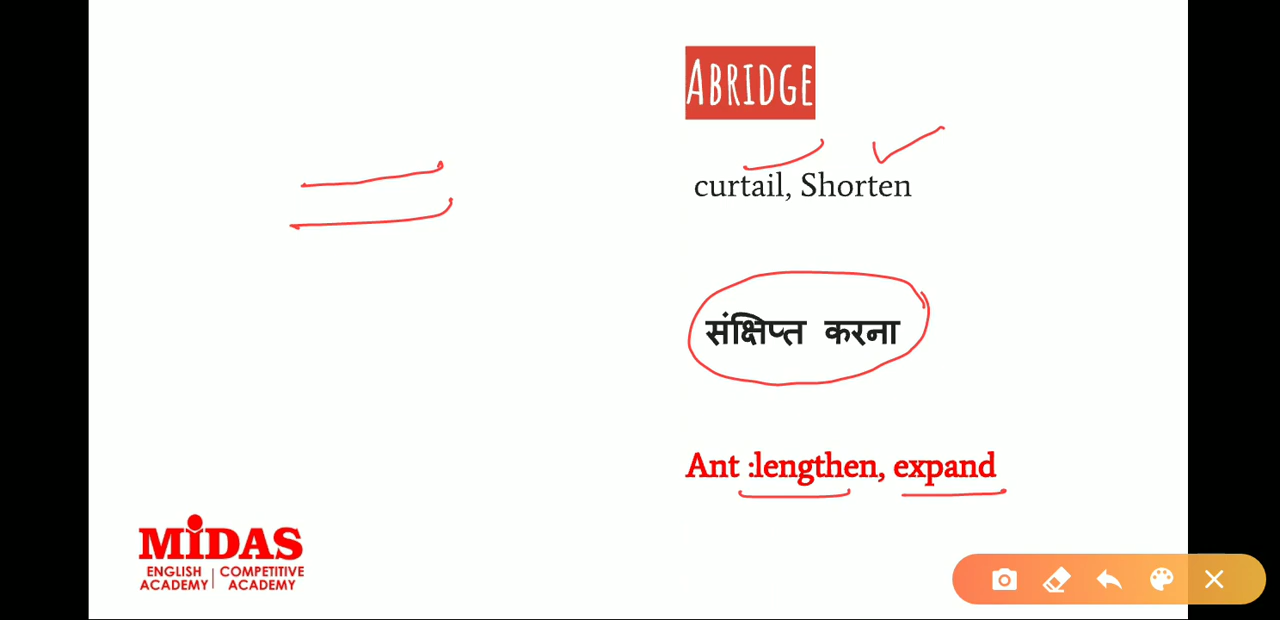 ABRIDGE
curtail, Shorten
संक्षिप्त करना
Ant :lengthen, expand
MiDAS
ENGLISH ACADEMY | COMPETITIVE ACADEMY